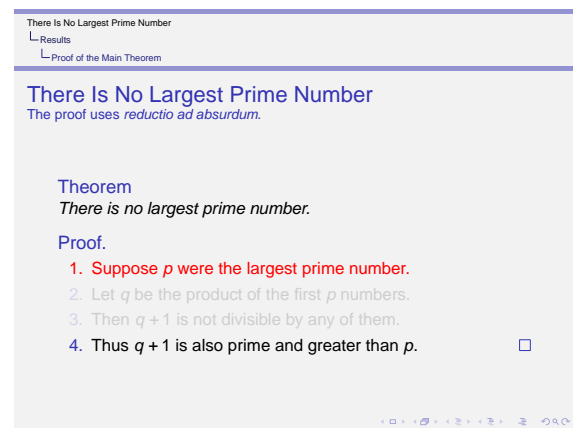 There Is No Largest Prime Number
Results
Proof of the Main Theorem
There Is No Largest Prime Number
The proof uses reductio ad absurdum.
Theorem
There is no largest prime number.
Proof.
1. Suppose p were the largest prime number.
2. Let q be the product of the first p numbers.
3. Then q + 1 is not divisible by any of them.
4. Thus q + 1 is also prime and greater than p. □